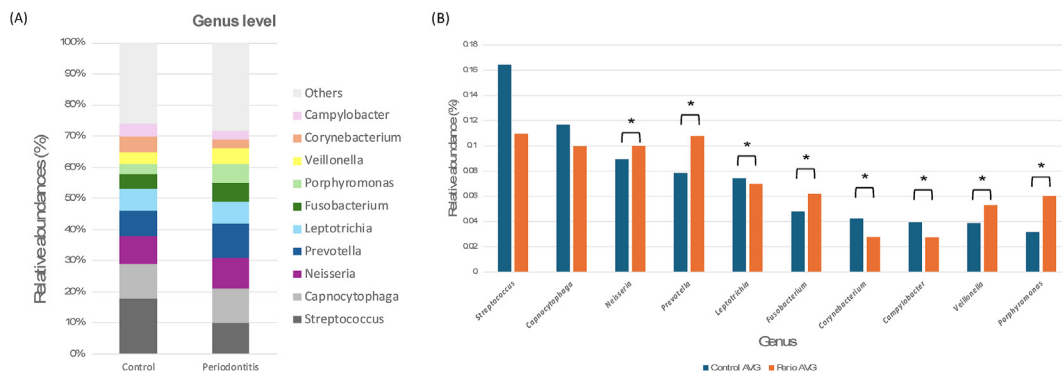 (A)
Genus level
100%
90%
80%
70%
60%
50%
40%
30%
20%
10%
0%
Relative abundances (%)
Control
Periodontitis
Others
Campylobacter
Corynebacterium
Veillonella
Porphyromonas
Fusobacterium
Leptotrichia
Prevotella
Neisseria
Capnocytophaga
Streptococcus
(B)
0.18
0.16
0.14
0.12
0.1
0.08
0.06
0.04
0.02
0
Relative abundance (%)
*
*
*
*
*
*
*
*
Streptococcus
Capnocytophaga
Neisseria
Prevotella
Leptotrichia
Fusobacterium
Corynebacterium
Campylobacter
Veillonella
Porphyromonas
Genus
Control AVG
Perio AVG